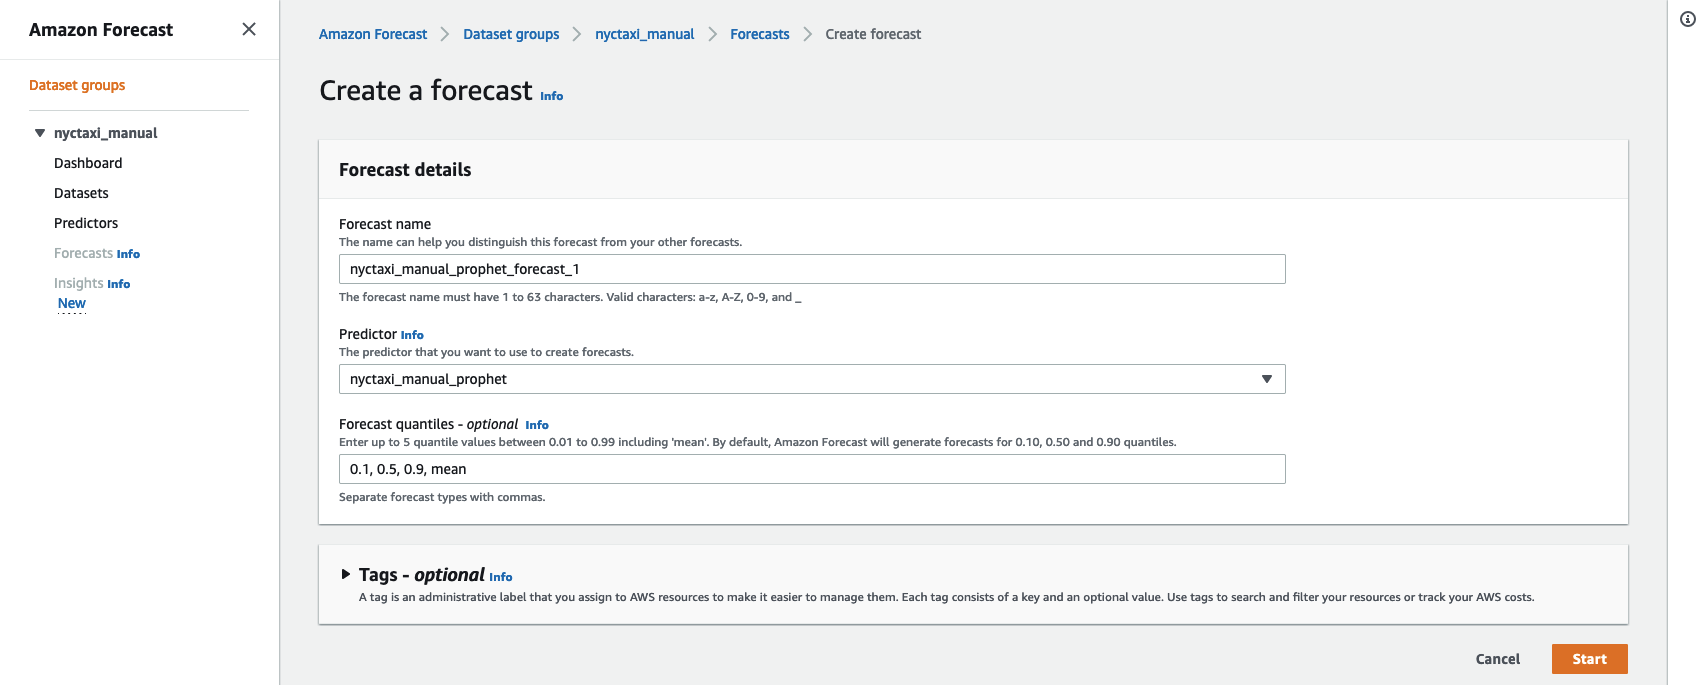 Amazon Forecast
Dataset groups
nyctaxi_manual
Dashboard
Datasets
Predictors
Forecasts Info
Insights Info
New
Amazon Forecast Dataset groups nyctaxi_manual Forecasts Create forecast
Create a forecast Info
Forecast details
Forecast name
The name can help you distinguish this forecast from your other forecasts.
nyctaxi_manual_prophet_forecast_1
The forecast name must have 1 to 63 characters. Valid characters: a-z, A-Z, 0-9, and _
Predictor Info
The predictor that you want to use to create forecasts.
nyctaxi_manual_prophet
Forecast quantiles - optional Info
Enter up to 5 quantile values between 0.01 to 0.99 including 'mean'. By default, Amazon Forecast will generate forecasts for 0.10, 0.50 and 0.90 quantiles.
0.1, 0.5, 0.9, mean
Separate forecast types with commas.
Tags - optional Info
A tag is an administrative label that you assign to AWS resources to make it easier to manage them. Each tag consists of a key and an optional value. Use tags to search and filter your resources or track your AWS costs.
Cancel Start